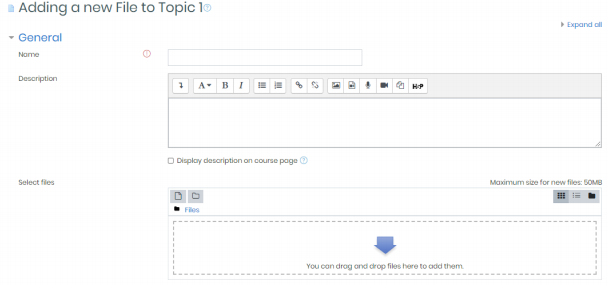 Adding a new File to Topic 1
Expand all
General
Name
Description
A B I
H-P
Display description on course page
Select files
Maximum size for new files: 50MB
Files
You can drag and drop files here to add them.